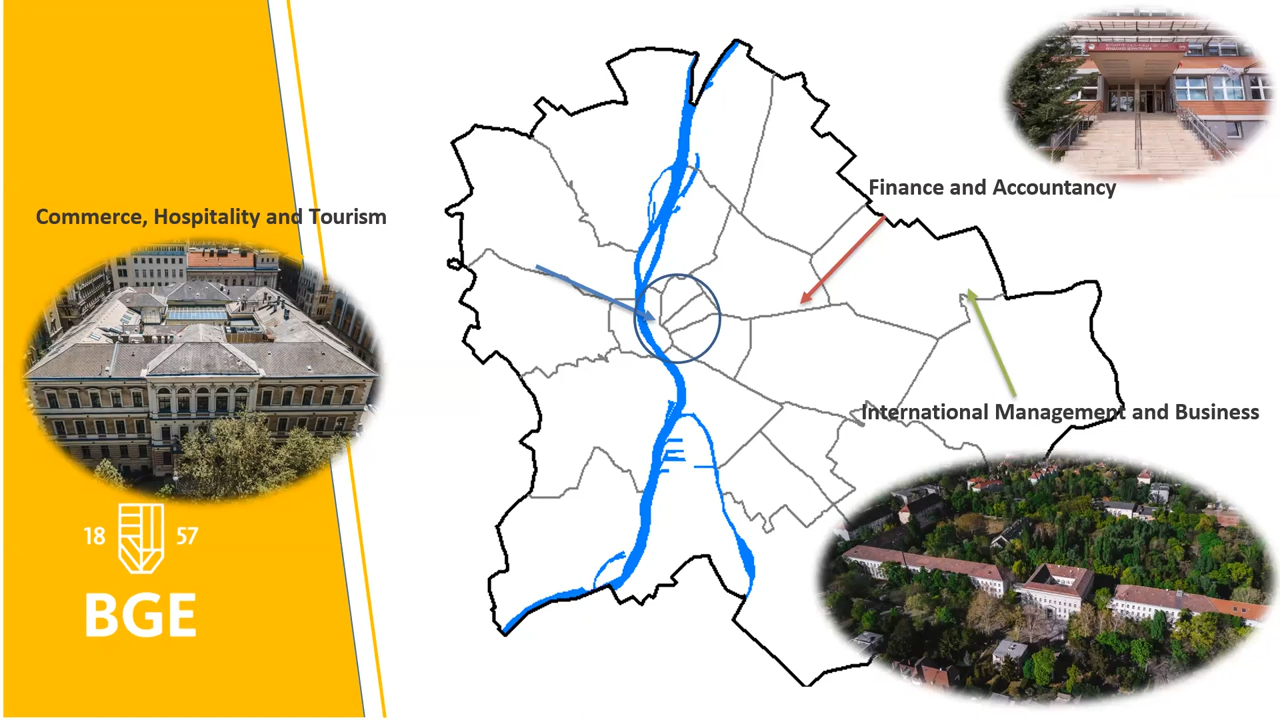 Finance and Accountancy
Commerce, Hospitality and Tourism
International Management and Business
18 57
BGE